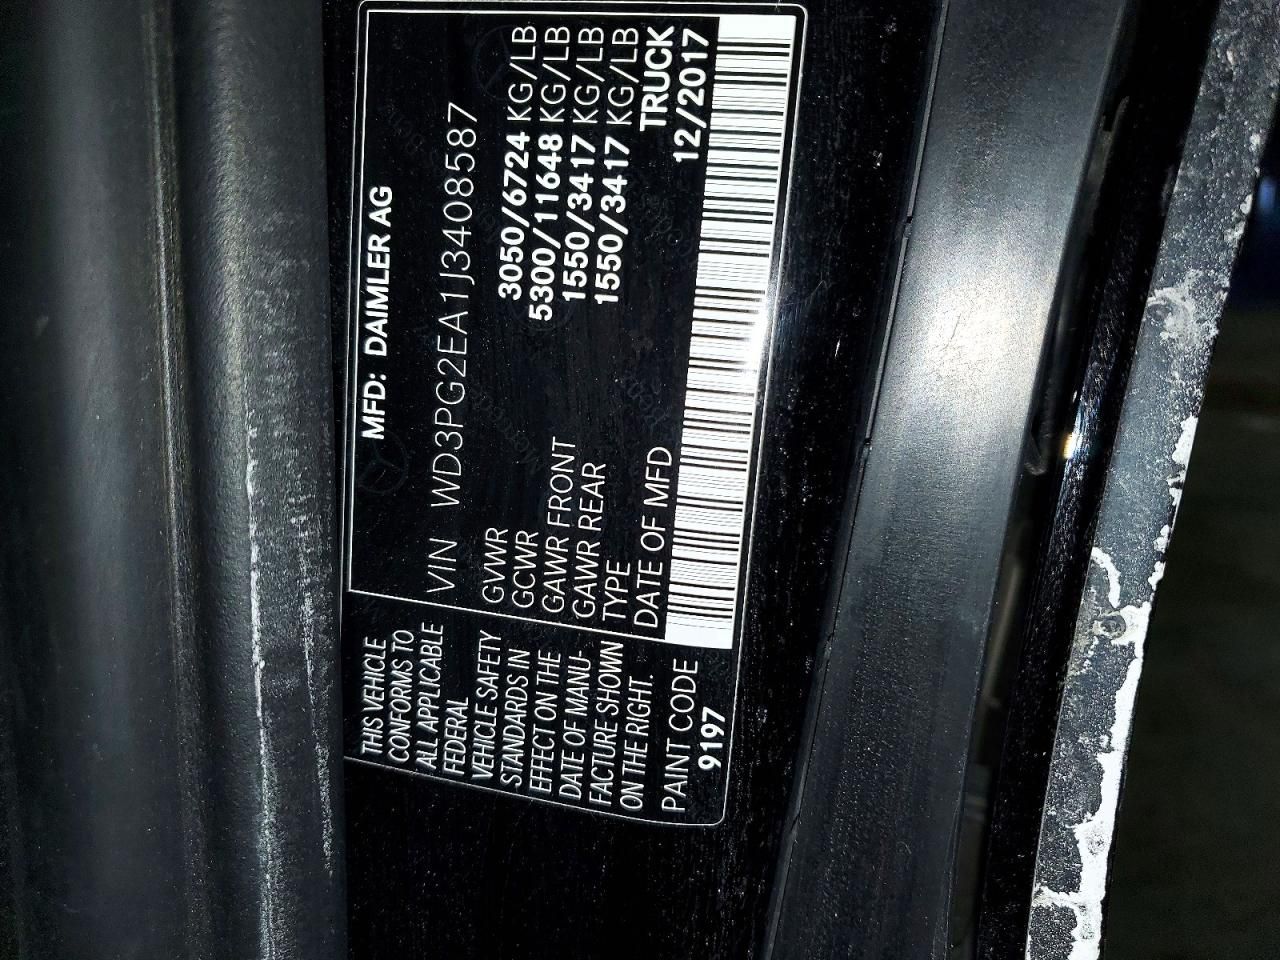 THIS VEHICLE
CONFORMS TO
ALL APPLICABLE
FEDERAL
VEHICLE SAFETY
STANDARDS IN
EFFECT ON THE
DATE OF MANU-
FACTURE SHOWN
ON THE RIGHT.
PAINT CODE
9197
MFD: DAIMLER AG
VIN WD3PG2EA1J3408587
GVWR 3050/6724 KG/LB
GCWR 5300/11648 KG/LB
GAWR FRONT 1550/3417 KG/LB
GAWR REAR 1550/3417 KG/LB
TYPE TRUCK
DATE OF MFD 12/2017